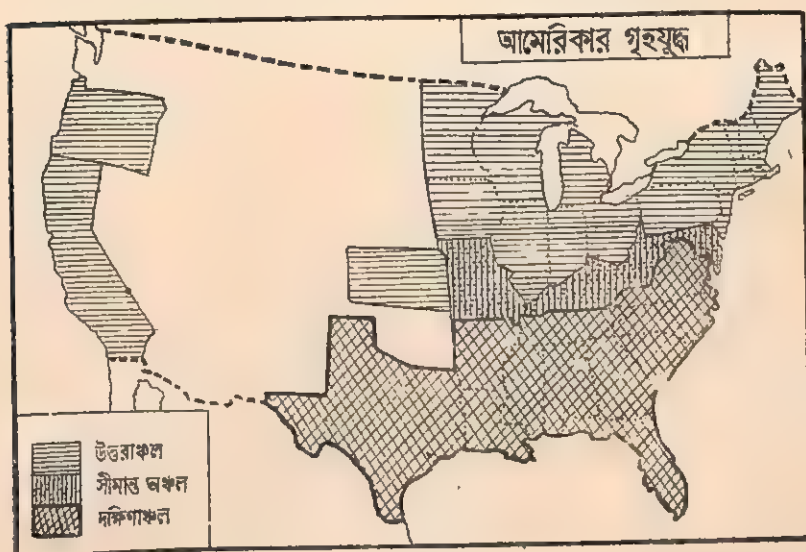 আমেরিকার গৃহযুদ্ধ
উত্তরাঞ্চল
সীমান্ত অঞ্চল
দক্ষিণাঞ্চল